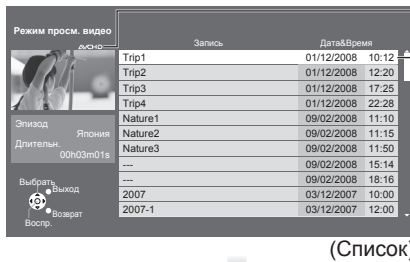 Режим просм. видео
AVCHD
Запись Дата&Время
Trip1 01/12/2008 10:12
Trip2 01/12/2008 12:20
Trip3 01/12/2008 17:25
Trip4 01/12/2008 22:28
Nature1 09/02/2008 11:10
Nature2 09/02/2008 11:15
Nature3 09/02/2008 11:50
--- 09/02/2008 15:14
--- 09/02/2008 18:16
2007 03/12/2007 10:00
2007-1 03/12/2007 12:00
Эпизод
Япония
Длительн.
00h03m01s
Выбрать
Выход
Возврат
Воспр.
(Список)